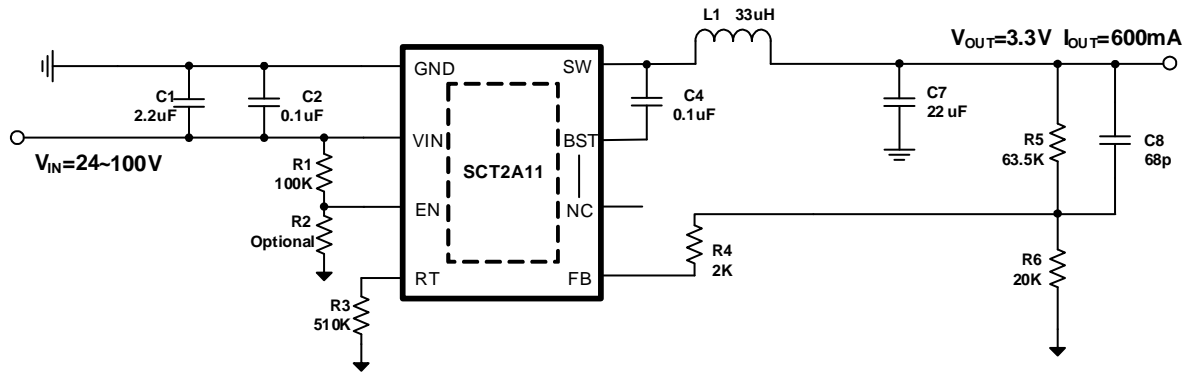 L1 33uH
VOUT=3.3V IOUT=600mA
GND
SW
C1
2.2uF
C2
0.1uF
C4
0.1uF
C7
22uF
VIN
BST
R5
63.5K
C8
68p
VIN=24~100V
R1
100K
SCT2A11
EN
NC
R2
Optional
R4
2K
RT
FB
R6
20K
R3
510K